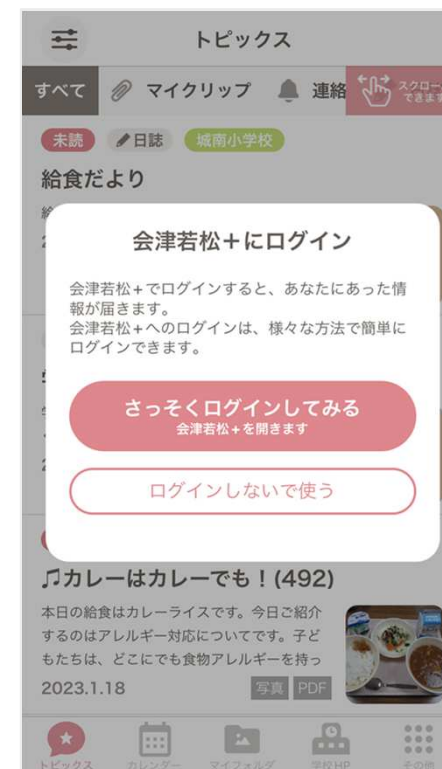 トピックス
すべて
マイクリップ
連絡
スクロール
できます
未読
日誌
城南小学校
給食だより
会津若松+にログイン
会津若松+でログインすると、あなたにあった情
報が届きます。
会津若松+へのログインは、様々な方法で簡単に
ログインできます。
さっそくログインしてみる
会津若松+を開きます
ログインしないで使う
♫カレーはカレーでも！(492)
本日の給食はカレーライスです。今日ご紹介
するのはアレルギー対応についてです。子ど
もたちは、どこにでも食物アレルギーを持っ
2023.1.18
写真 PDF
トピックス
カレンダー
マイフォルダ
学校HP
その他